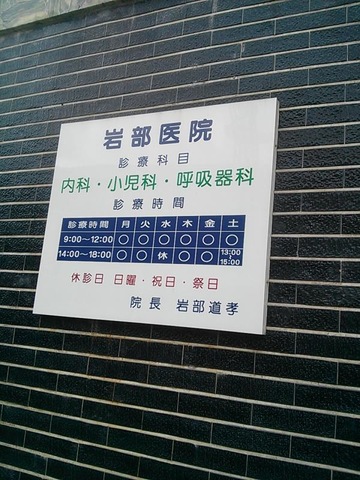 岩部医院
診療科目
内科・小児科・呼吸器科
診療時間
診療時間 月 火 水 木 金 土
9:00〜12:00 ○ ○ ○ ○ ○ ○
14:00〜18:00 ○ ○ 休 ○ ○ 13:00 〜 15:00
休診日 日曜・祝日・祭日
院長 岩部道孝